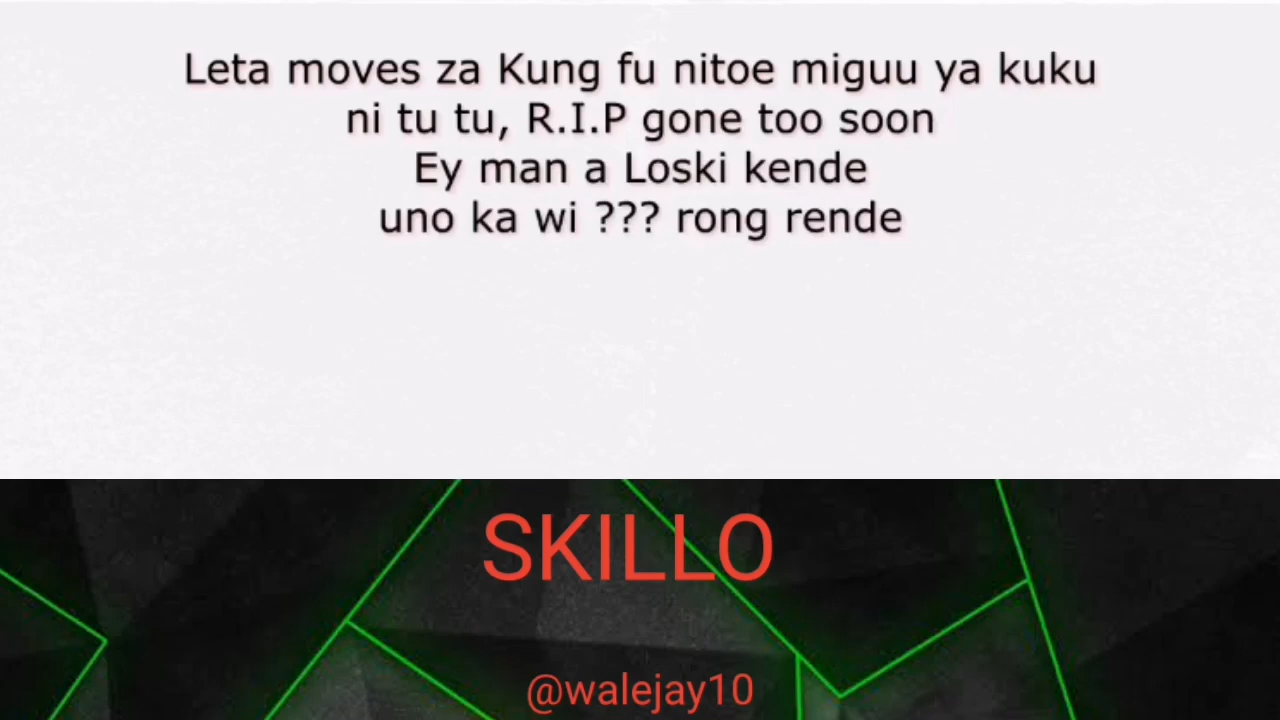 Leta moves za Kung fu nitoe miguu ya kuku
ni tu tu, R.I.P gone too soon
Ey man a Loski kende
uno ka wi ??? rong rende
SKILLO
@walejay10